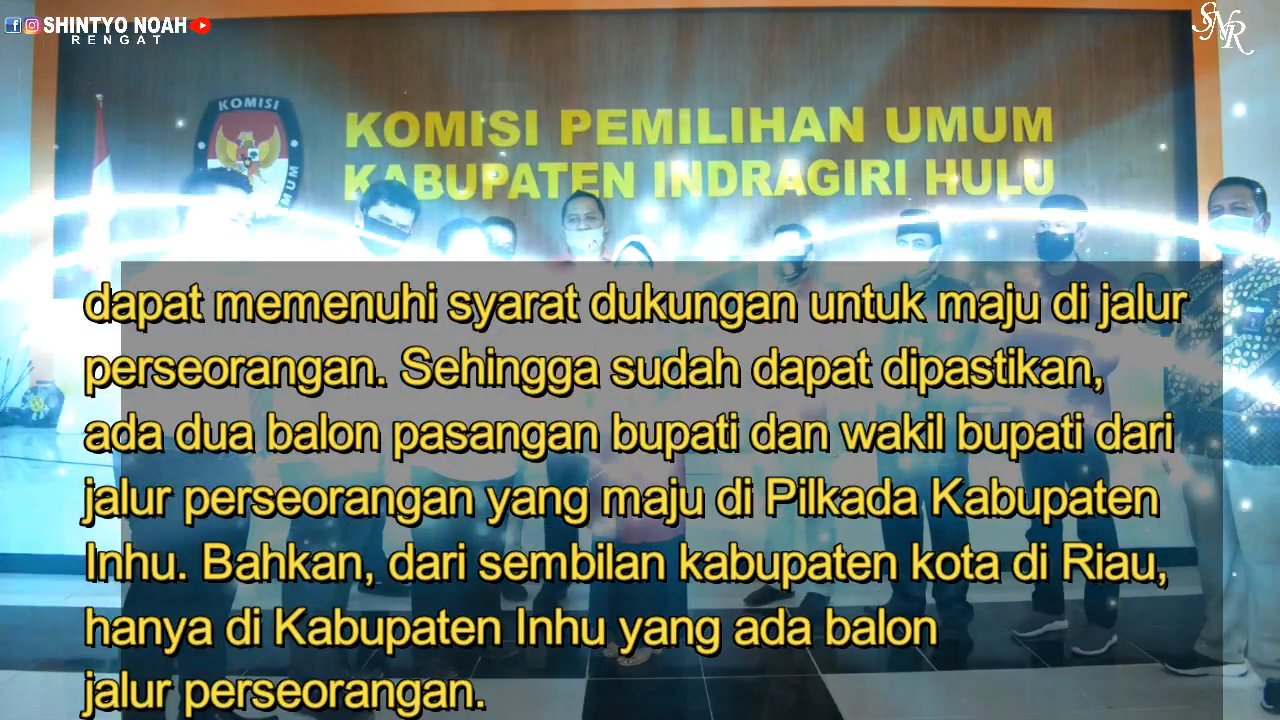 SHINTYO NOAH
RENGAT
SNR
KOMISI
UMUM
KOMISI PEMILIHAN UMUM
KABUPATEN INDRAGIRI HULU
dapat memenuhi syarat dukungan untuk maju di jalur
perseorangan. Sehingga sudah dapat dipastikan,
ada dua balon pasangan bupati dan wakil bupati dari
jalur perseorangan yang maju di Pilkada Kabupaten
Inhu. Bahkan, dari sembilan kabupaten kota di Riau,
hanya di Kabupaten Inhu yang ada balon
jalur perseorangan.